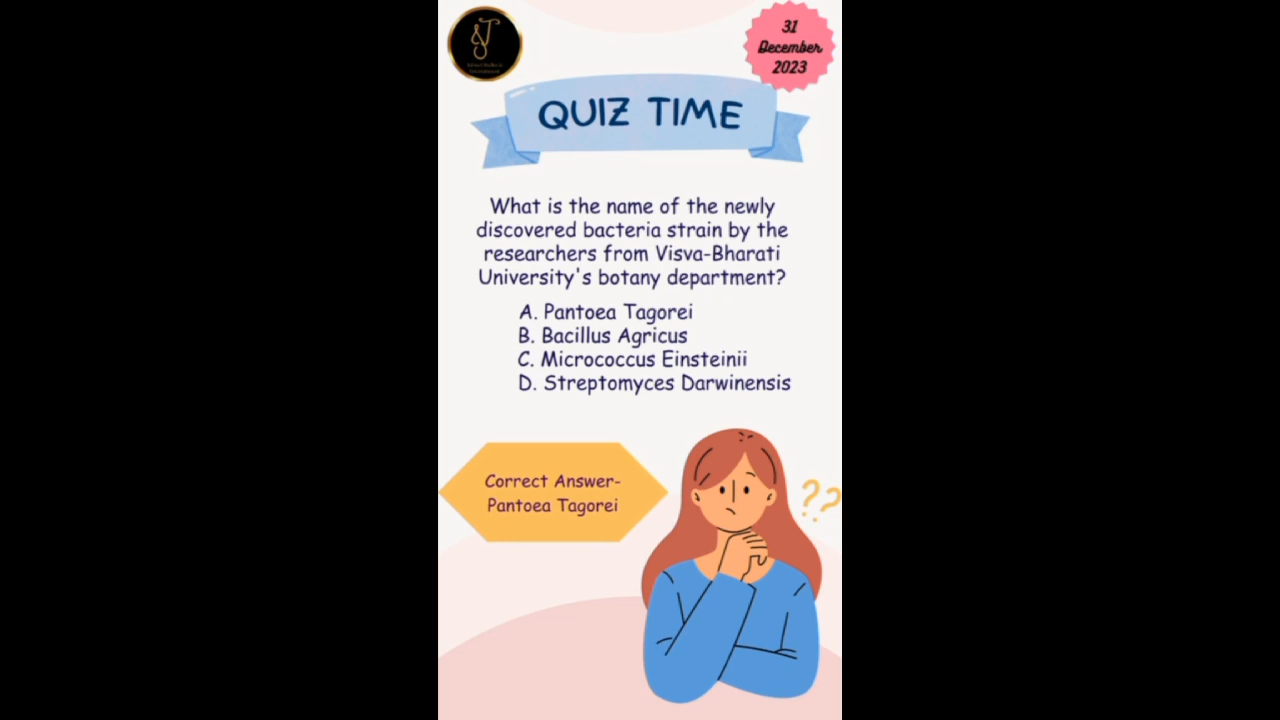 31
December
2023
QUIZ TIME
What is the name of the newly
discovered bacteria strain by the
researchers from Visva-Bharati
University's botany department?
A. Pantoea Tagorei
B. Bacillus Agricus
C. Micrococcus Einsteinii
D. Streptomyces Darwinensis
Correct Answer-
Pantoea Tagorei
??